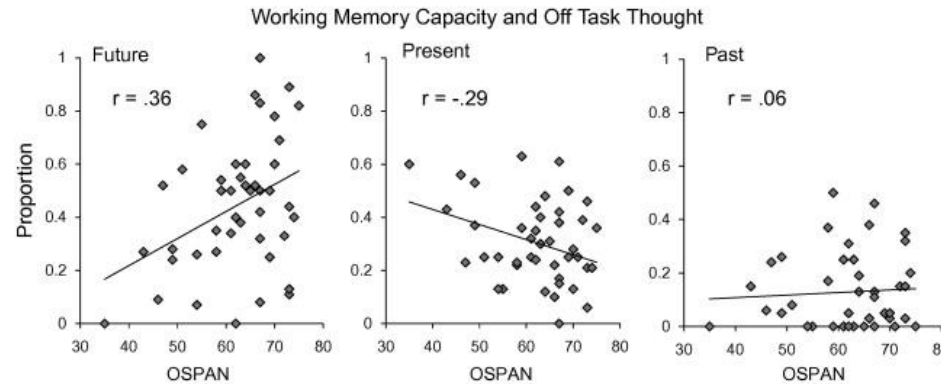 Working Memory Capacity and Off Task Thought
Future
Present
Past
r = .36
r = -.29
r = .06
Proportion
1
0.8
0.6
0.4
0.2
0
1
0.8
0.6
0.4
0.2
0
1
0.8
0.6
0.4
0.2
0
30 40 50 60 70 80
30 40 50 60 70 80
30 40 50 60 70 80
OSPAN
OSPAN
OSPAN